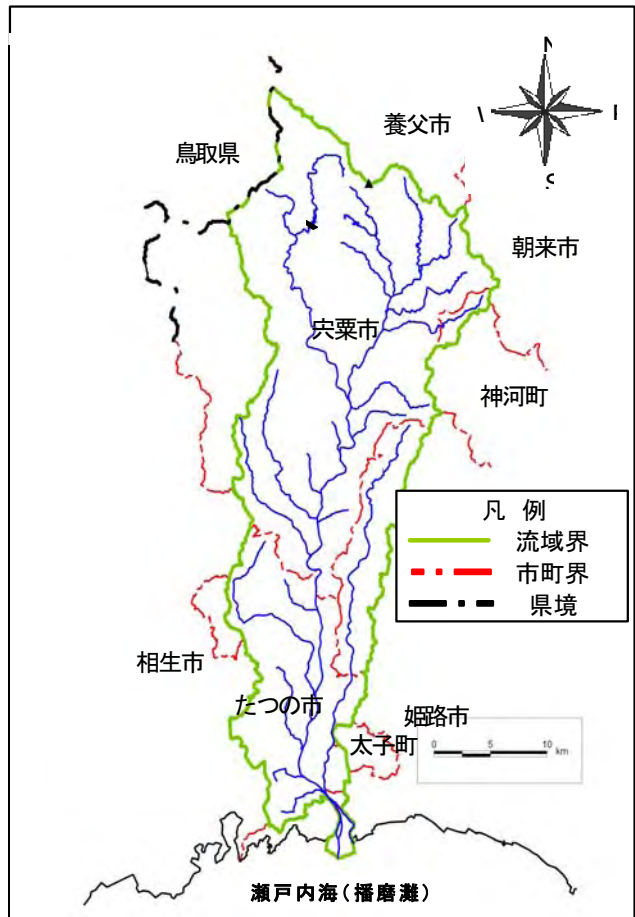 N
養父市
鳥取県
S
朝来市
宍粟市
神河町
凡 例
流域界
市町界
県境
相生市
たつの市
姫路市
太子町
0 5 10
km
瀬戸内海(播磨灘)